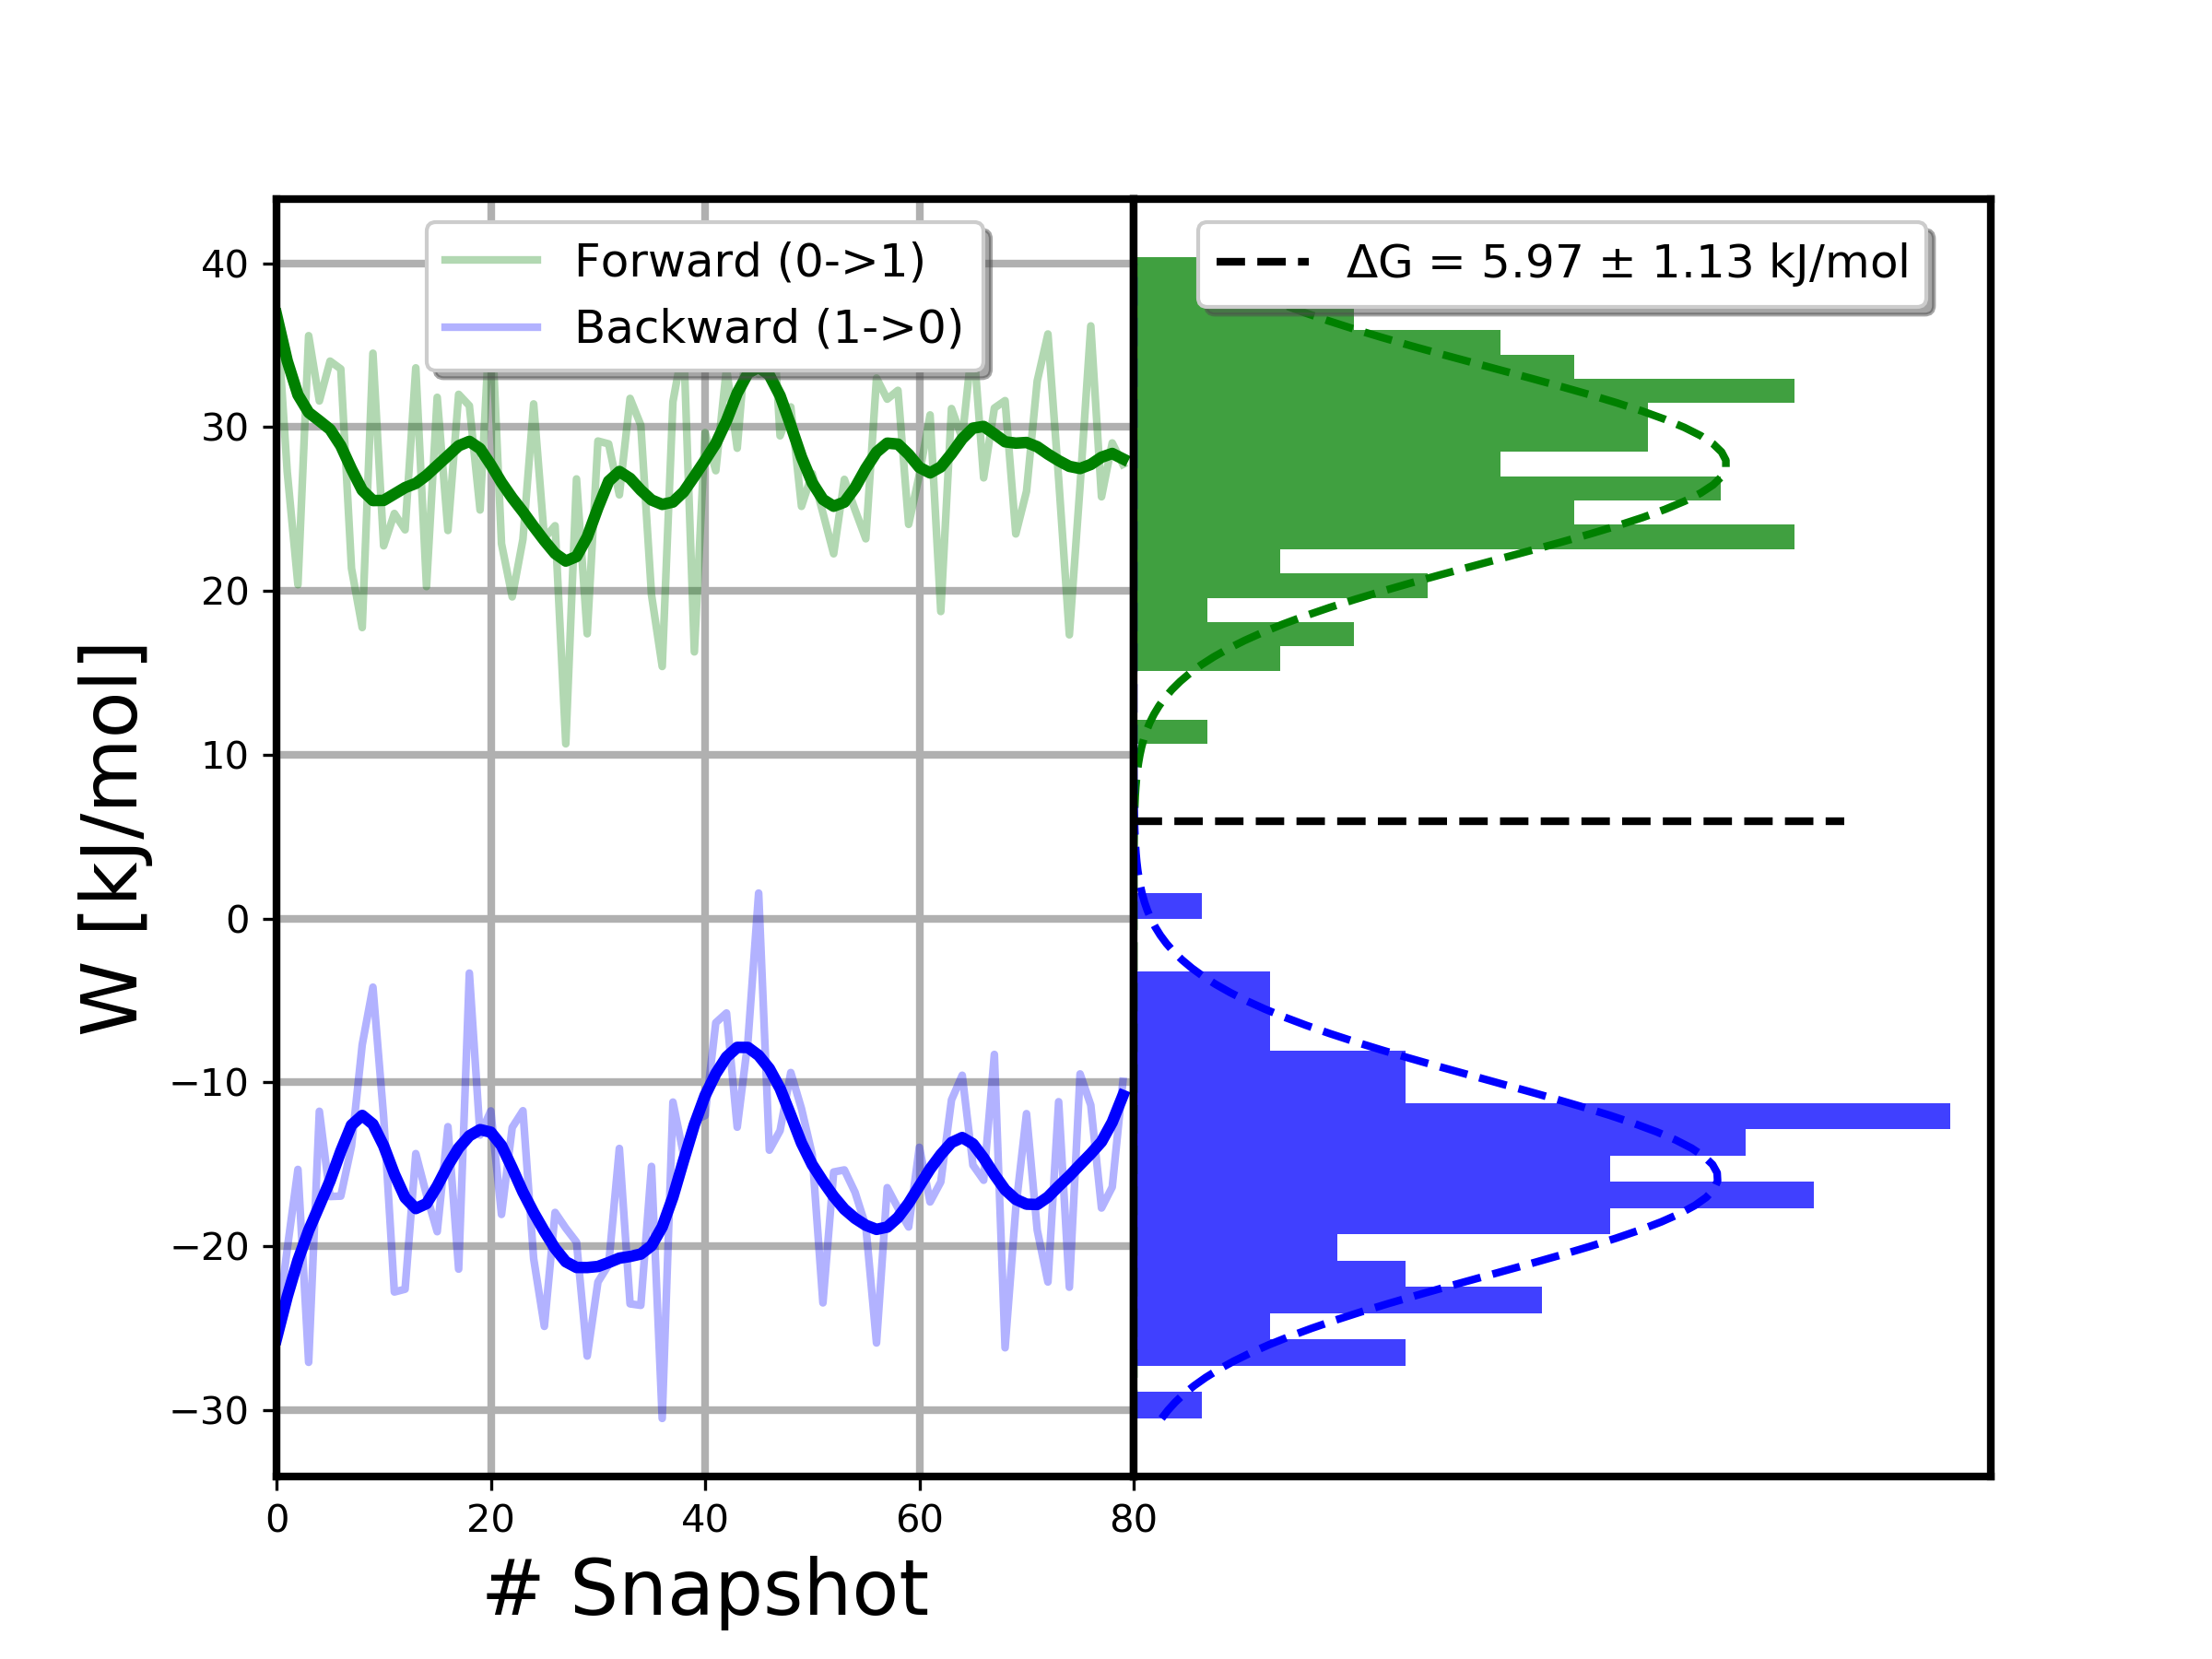 Forward (0->1)
Backward (1->0)
ΔG = 5.97 ± 1.13 kJ/mol
W [kJ/mol]
40
30
20
10
0
−10
−20
−30
0 20 40 60 80
# Snapshot